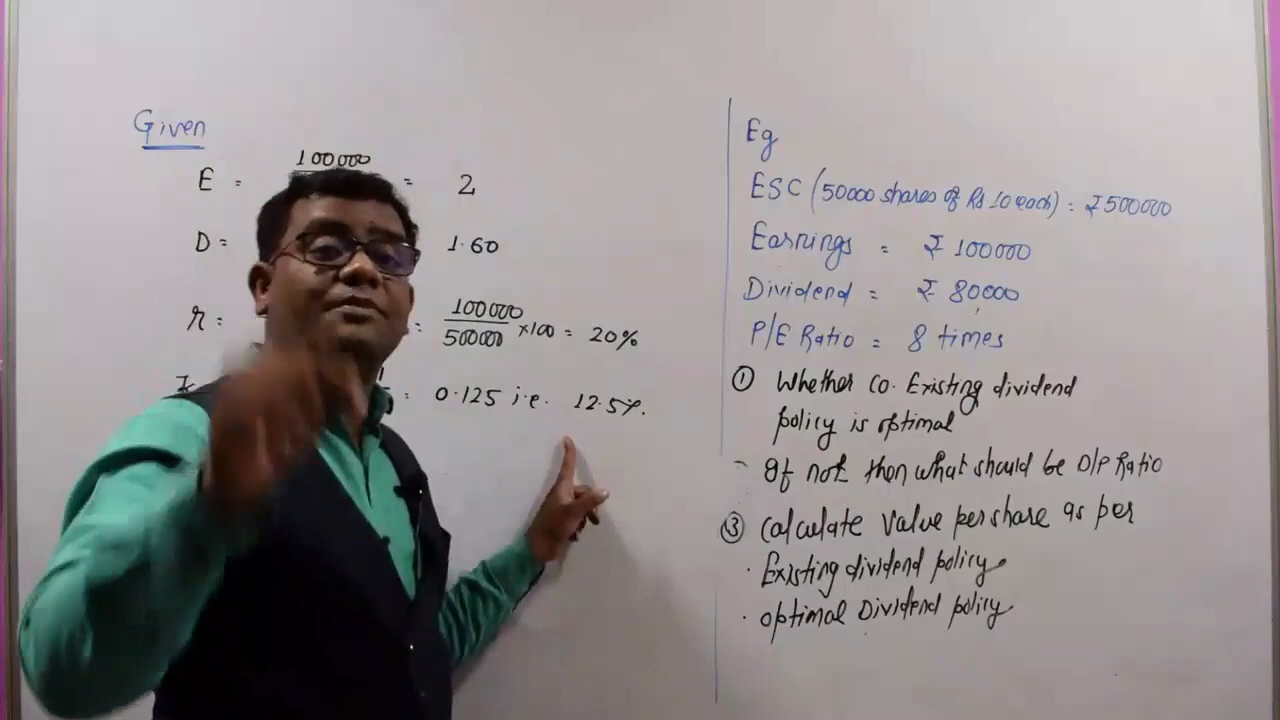 Given
100000
E = = 2
D = 1.60
r = = 100000/500000 ×100 = 20%
= 0.125 i.e. 12.5%.
Eg
ESC (50000 shares of Rs 10 each) = ₹500000
Earnings = ₹ 100000
Dividend = ₹ 80000
P/E Ratio = 8 times
① Whether Co. Existing dividend
policy is optimal
- If not then what should be D/P Ratio
③ Calculate value per share as per
· Existing dividend policy
· optimal Dividend policy